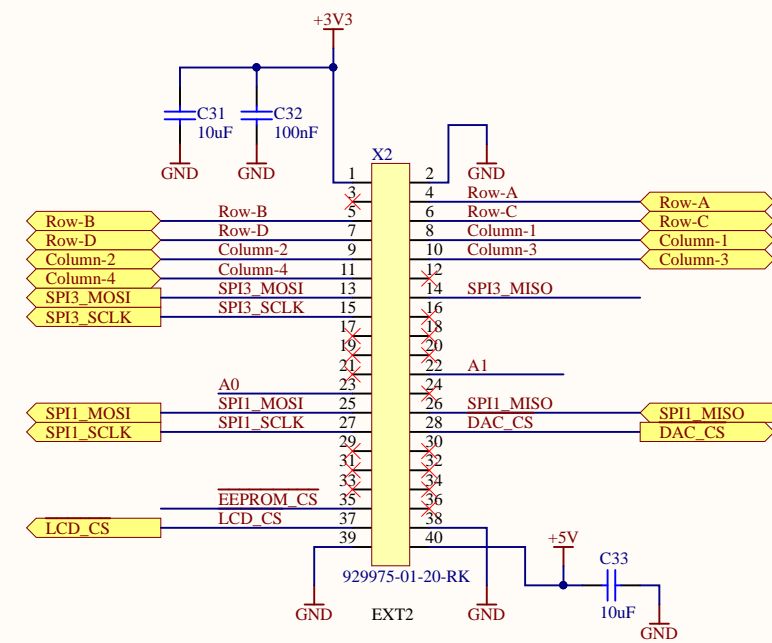 +3V3
C31
10uF
C32
100nF
GND
GND
X2
GND
1 2
3 4 Row-A Row-A
Row-B Row-B 5 6 Row-C Row-C
Row-D Row-D 7 8 Column-1 Column-1
Column-2 Column-2 9 10 Column-3 Column-3
Column-4 Column-4 11 12
SPI3_MOSI SPI3_MOSI 13 14 SPI3_MISO
SPI3_SCLK SPI3_SCLK 15 16
17 18
19 20
21 22 A1
A0 23 24
SPI1_MOSI SPI1_MOSI 25 26 SPI1_MISO SPI1_MISO
SPI1_SCLK SPI1_SCLK 27 28 DAC_CS DAC_CS
29 30
31 32
33 34
EEPROM_CS 35 36
LCD_CS LCD_CS 37 38
39 40
929975-01-20-RK
EXT2
GND
GND
+5V
C33
10uF
GND